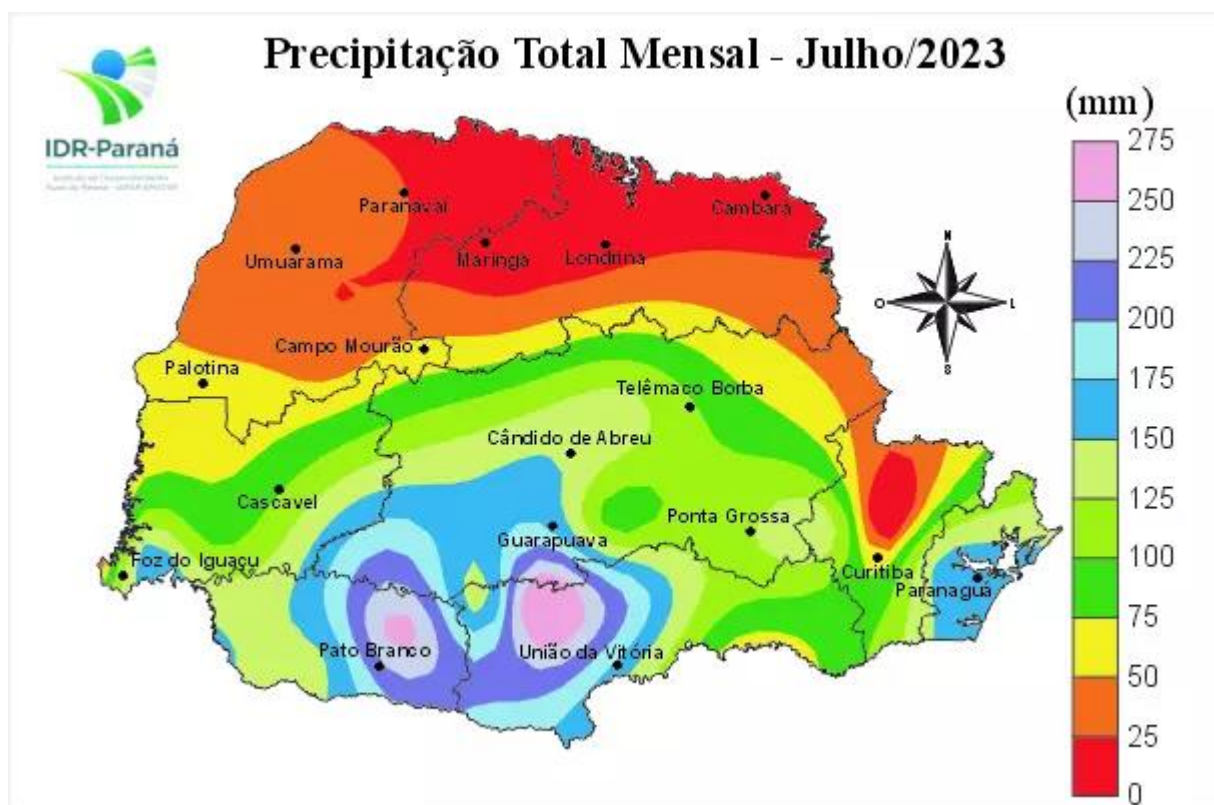 Precipitação Total Mensal - Julho/2023
IDR-Paraná
(mm)
275
250
225
200
175
150
125
100
75
50
25
0
N
O
L
S
Paranavaí
Cambará
Umuarama
Maringá
Londrina
Campo Mourão
Palotina
Telêmaco Borba
Cândido de Abreu
Cascavel
Ponta Grossa
Guarapuava
Foz do Iguaçu
Curitiba
Paranaguá
Pato Branco
União da Vitória